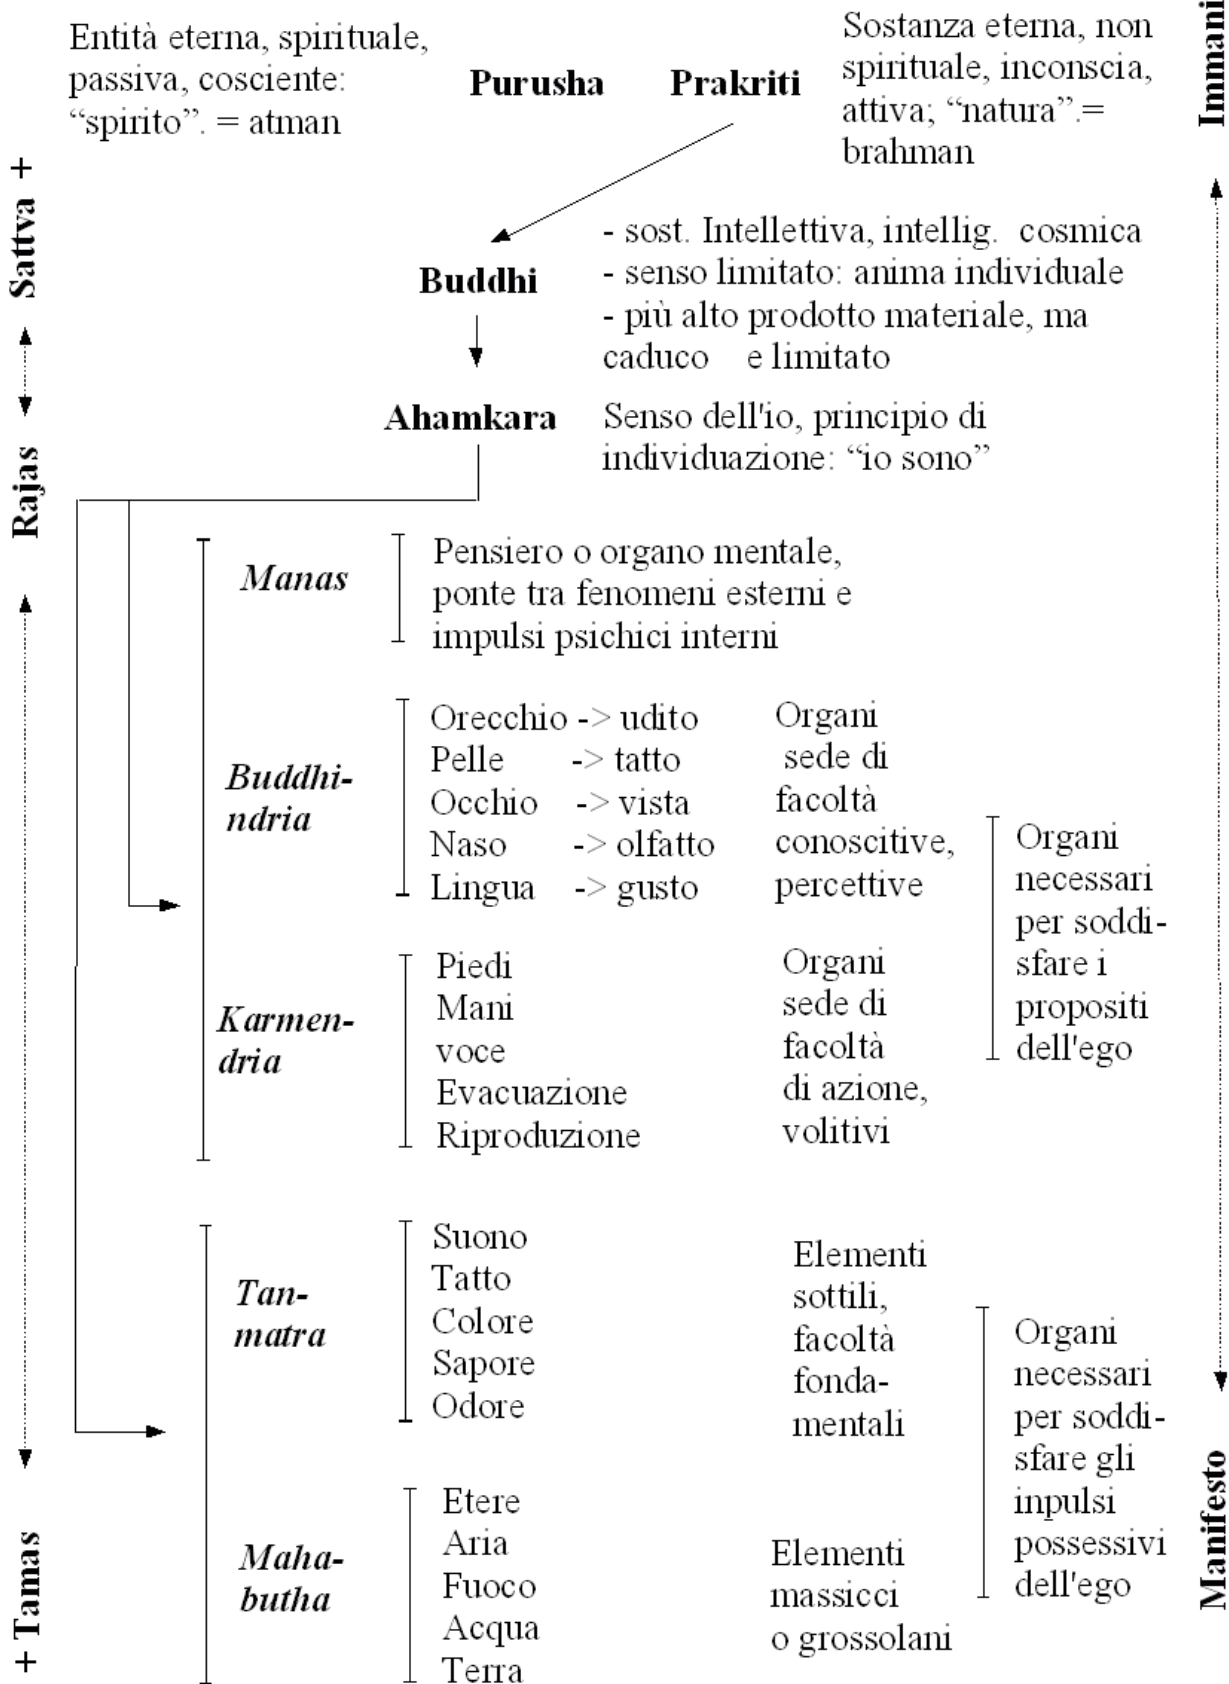 Entità eterna, spirituale,
passiva, cosciente:
“spirito”. = atman
Purusha
Prakriti
Sostanza eterna, non
spirituale, inconscia,
attiva; “natura”.=
brahman
Immani
+ Tamas
Rajas
Sattva +
Buddhi
- sost. Intellettiva, intellig. cosmica
- senso limitato: anima individuale
- più alto prodotto materiale, ma
caduco e limitato
Ahamkara
Senso dell'io, principio di
individuazione: “io sono”
Manas
Pensiero o organo mentale,
ponte tra fenomeni esterni e
impulsi psichici interni
Buddhi-
ndria
Orecchio -> udito
Pelle -> tatto
Occhio -> vista
Naso -> olfatto
Lingua -> gusto
Organi
sede di
facoltà
conoscitive,
percettive
Karmen-
dria
Piedi
Mani
voce
Evacuazione
Riproduzione
Organi
sede di
facoltà
di azione,
volitivi
Organi
necessari
per soddi-
sfare i
propositi
dell'ego
Tan-
matra
Suono
Tatto
Colore
Sapore
Odore
Elementi
sottili,
facoltà
fonda-
mentali
Maha-
butha
Etere
Aria
Fuoco
Acqua
Terra
Elementi
massicci
o grossolani
Organi
necessari
per soddi-
sfare gli
inpulsi
possessivi
dell'ego
Manifesto